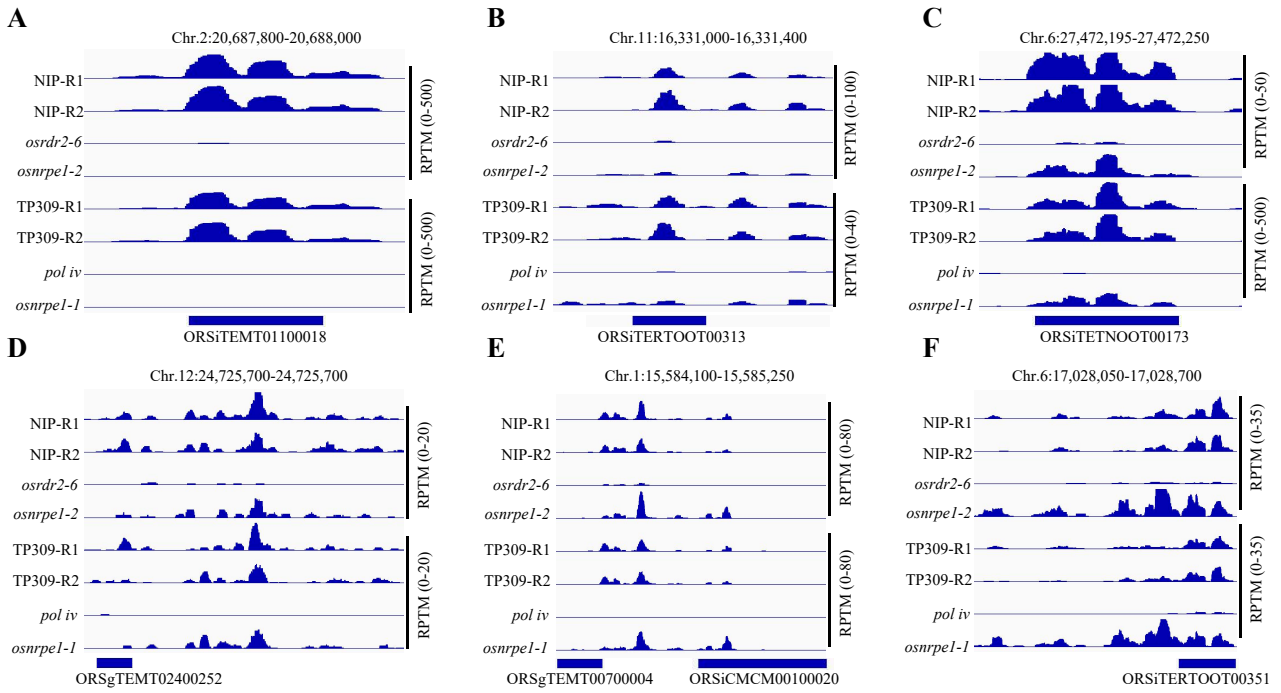 A
Chr.2:20,687,800-20,688,000
NIP-R1
NIP-R2
osrdr2-6
osnrpe1-2
TP309-R1
TP309-R2
pol iv
osnrpe1-1
RPTM (0-500)
RPTM (0-500)
ORSiTEMT01100018
B
Chr.11:16,331,000-16,331,400
NIP-R1
NIP-R2
osrdr2-6
osnrpe1-2
TP309-R1
TP309-R2
pol iv
osnrpe1-1
RPTM (0-100)
RPTM (0-40)
ORSiTERTOOT00313
C
Chr.6:27,472,195-27,472,250
NIP-R1
NIP-R2
osrdr2-6
osnrpe1-2
TP309-R1
TP309-R2
pol iv
osnrpe1-1
RPTM (0-50)
RPTM (0-500)
ORSiTETNOOT00173
D
Chr.12:24,725,700-24,725,700
NIP-R1
NIP-R2
osrdr2-6
osnrpe1-2
TP309-R1
TP309-R2
pol iv
osnrpe1-1
RPTM (0-20)
RPTM (0-20)
ORSgTEMT02400252
E
Chr.1:15,584,100-15,585,250
NIP-R1
NIP-R2
osrdr2-6
osnrpe1-2
TP309-R1
TP309-R2
pol iv
osnrpe1-1
RPTM (0-80)
RPTM (0-80)
ORSgTEMT00700004
ORSiCMCM00100020
F
Chr.6:17,028,050-17,028,700
NIP-R1
NIP-R2
osrdr2-6
osnrpe1-2
TP309-R1
TP309-R2
pol iv
osnrpe1-1
RPTM (0-35)
RPTM (0-35)
ORSiTERTOOT00351